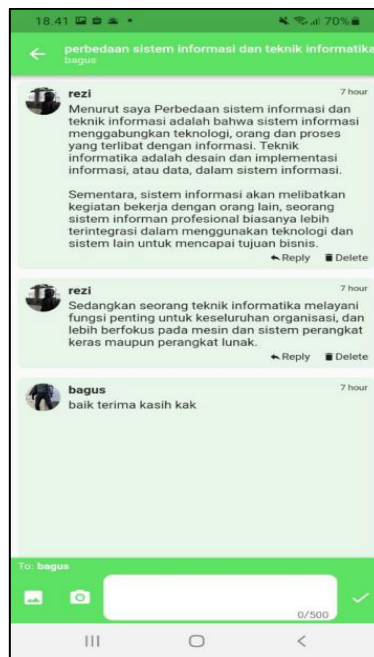 18.41
70%
perbedaan sistem informasi dan teknik informatika
bagus
rezi
7 hour
Menurut saya Perbedaan sistem informasi dan
teknik informasi adalah bahwa sistem informasi
menggabungkan teknologi, orang dan proses
yang terlibat dengan informasi. Teknik
informatika adalah desain dan implementasi
informasi, atau data, dalam sistem informasi.
Sementara, sistem informasi akan melibatkan
kegiatan bekerja dengan orang lain, seorang
sistem informan profesional biasanya lebih
terintegrasi dalam menggunakan teknologi dan
sistem lain untuk mencapai tujuan bisnis.
Reply Delete
rezi
7 hour
Sedangkan seorang teknik informatika melayani
fungsi penting untuk keseluruhan organisasi, dan
lebih berfokus pada mesin dan sistem perangkat
keras maupun perangkat lunak.
Reply Delete
bagus
7 hour
baik terima kasih kak
To: bagus
0/500